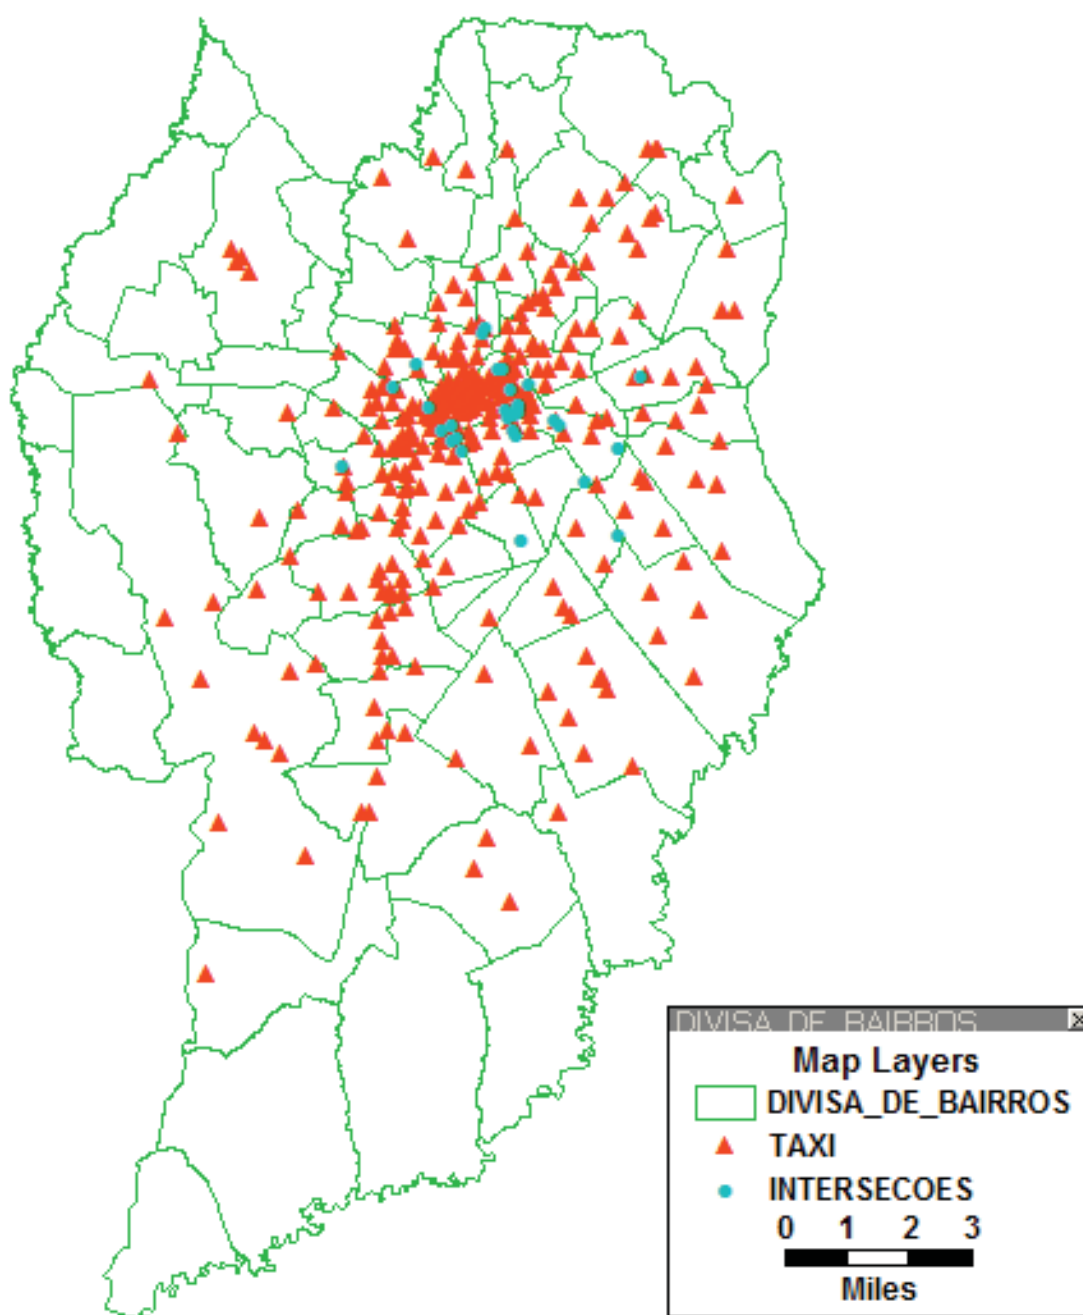 DIVISA_DE_BAIRROS
Map Layers
DIVISA_DE_BAIRROS
TAXI
INTERSECOES
0 1 2 3
Miles